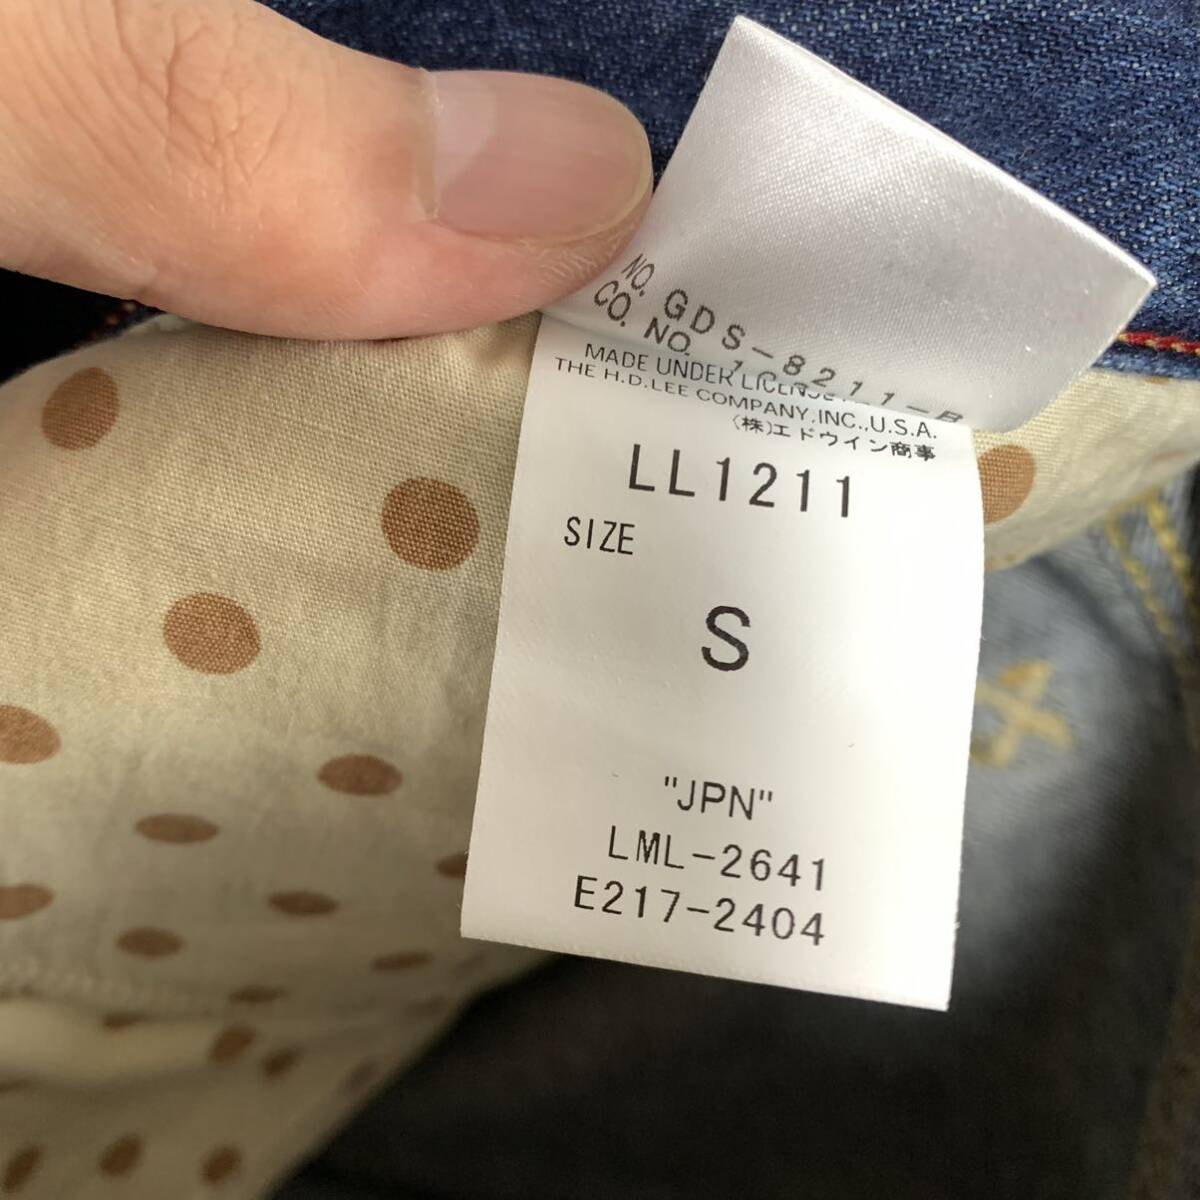 NO. GDS-8211-B
CO. NO.
MADE UNDER
THE H.D.LEE COMPANY.INC.,U.S.A.
(株)エドウイン商事
LL1211
SIZE
S
"JPN"
LML-2641
E217-2404